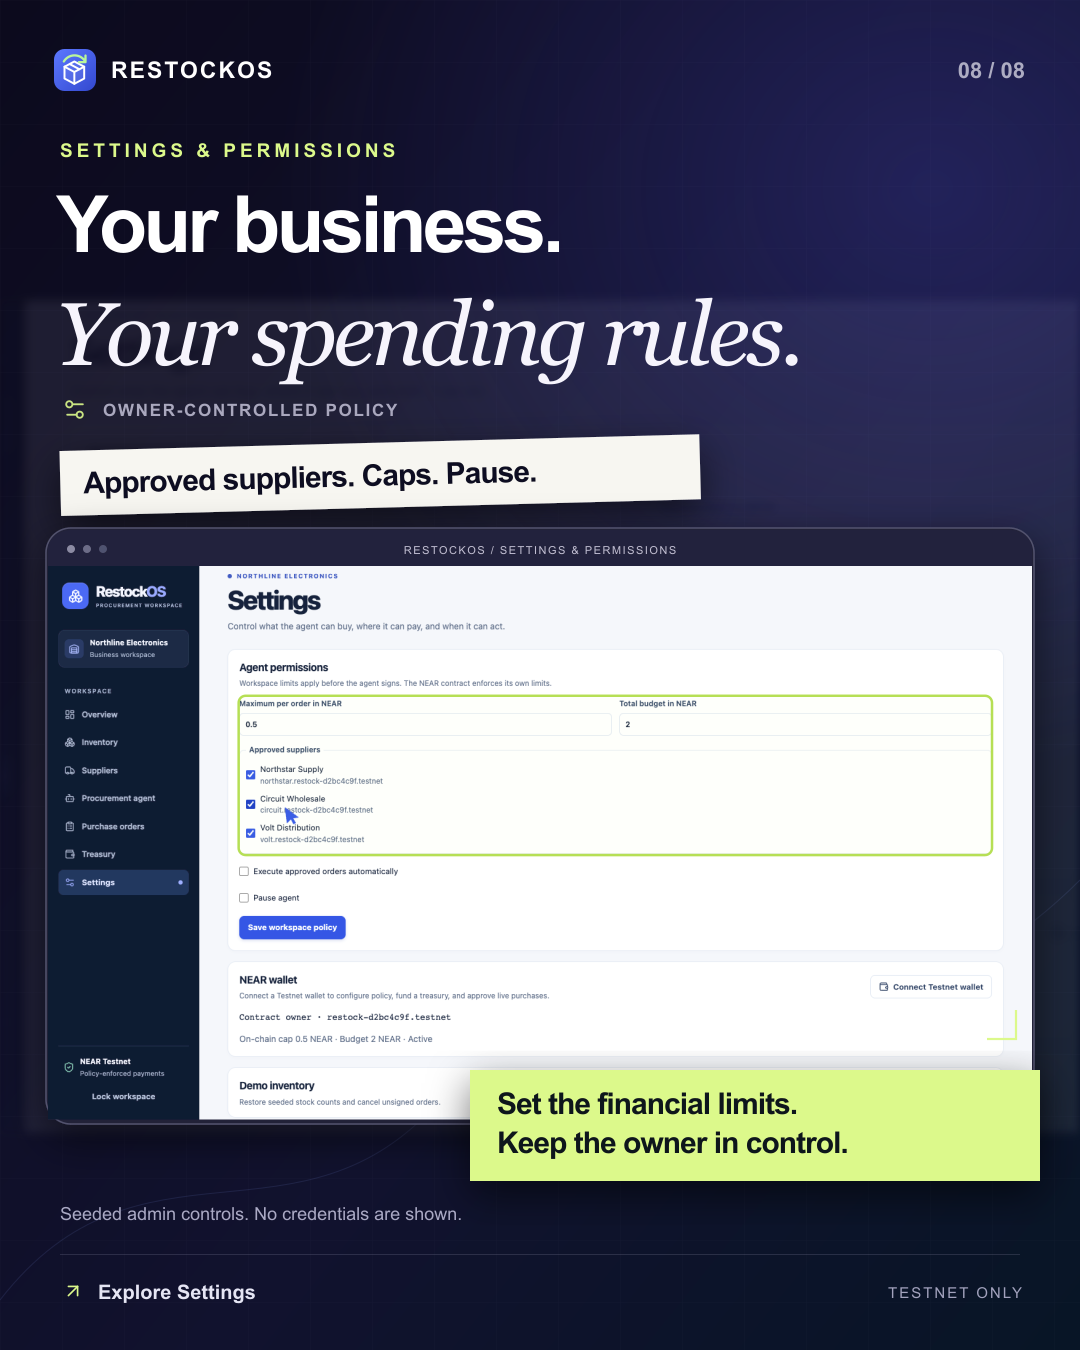 RESTOCKOS
08 / 08
SETTINGS & PERMISSIONS
Your business.
Your spending rules.
OWNER-CONTROLLED POLICY
Approved suppliers. Caps. Pause.
RESTOCKOS / SETTINGS & PERMISSIONS
RestockOS
PROCUREMENT WORKSPACE
Northline Electronics
Business workspace
WORKSPACE
Overview
Inventory
Suppliers
Procurement agent
Purchase orders
Treasury
Settings
NEAR Testnet
Policy-enforced payments
Lock workspace
NORTHLINE ELECTRONICS
Settings
Control what the agent can buy, where it can pay, and when it can act.
Agent permissions
Workspace limits apply before the agent signs. The NEAR contract enforces its own limits.
Maximum per order in NEAR
0.5
Total budget in NEAR
2
Approved suppliers
Northstar Supply
northstar.restock-d2bc4c9f.testnet
Circuit Wholesale
circuit.restock-d2bc4c9f.testnet
Volt Distribution
volt.restock-d2bc4c9f.testnet
Execute approved orders automatically
Pause agent
Save workspace policy
NEAR wallet
Connect a Testnet wallet to configure policy, fund a treasury, and approve live purchases.
Connect Testnet wallet
Contract owner · restock-d2bc4c9f.testnet
On-chain cap 0.5 NEAR · Budget 2 NEAR · Active
Demo inventory
Restore seeded stock counts and cancel unsigned orders.
Set the financial limits.
Keep the owner in control.
Seeded admin controls. No credentials are shown.
Explore Settings
TESTNET ONLY